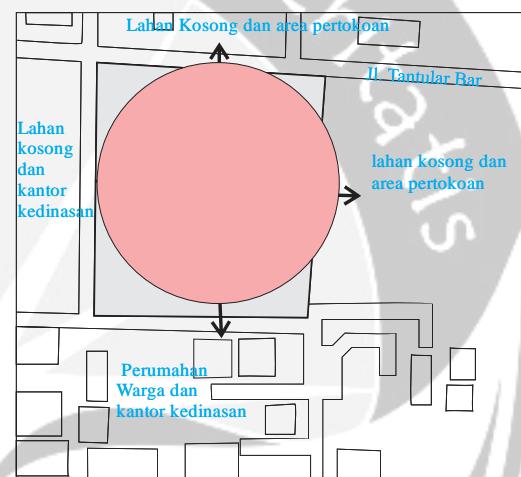 Lahan Kosong dan area pertokoan
Jl. Tantular Bar
Lahan
kosong
dan
kantor
kedinasan
lahan kosong dan
area pertokoan
Perumahan
Warga dan
kantor kedinasan